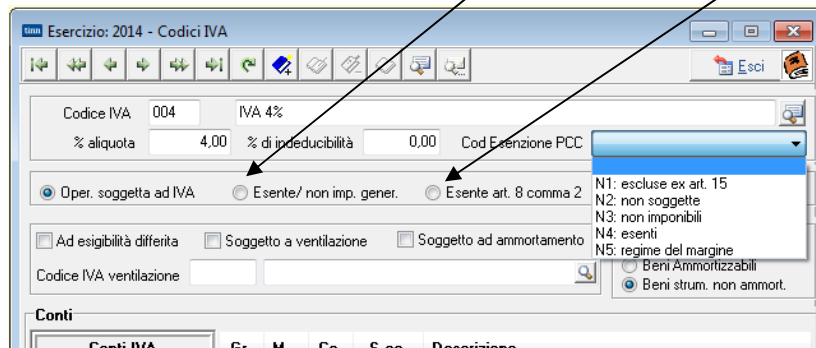 tinn Esercizio: 2014 - Codici IVA
Esci
Codice IVA 004 IVA 4%
% aliquota 4,00 % di indeducibilità 0,00 Cod Esenzione PCC
Oper. soggetta ad IVA Esente/ non imp. gener. Esente art. 8 comma 2
N1: escluse ex art. 15
N2: non soggette
N3: non imponibili
N4: esenti
N5: regime del margine
Ad esigibilità differita Soggetto a ventilazione Soggetto ad ammortamento
Beni Ammortizzabili
Codice IVA ventilazione
Beni strum. non ammort.
Conti
Conti IVA Gr. M. Co. S.co. Descrizione